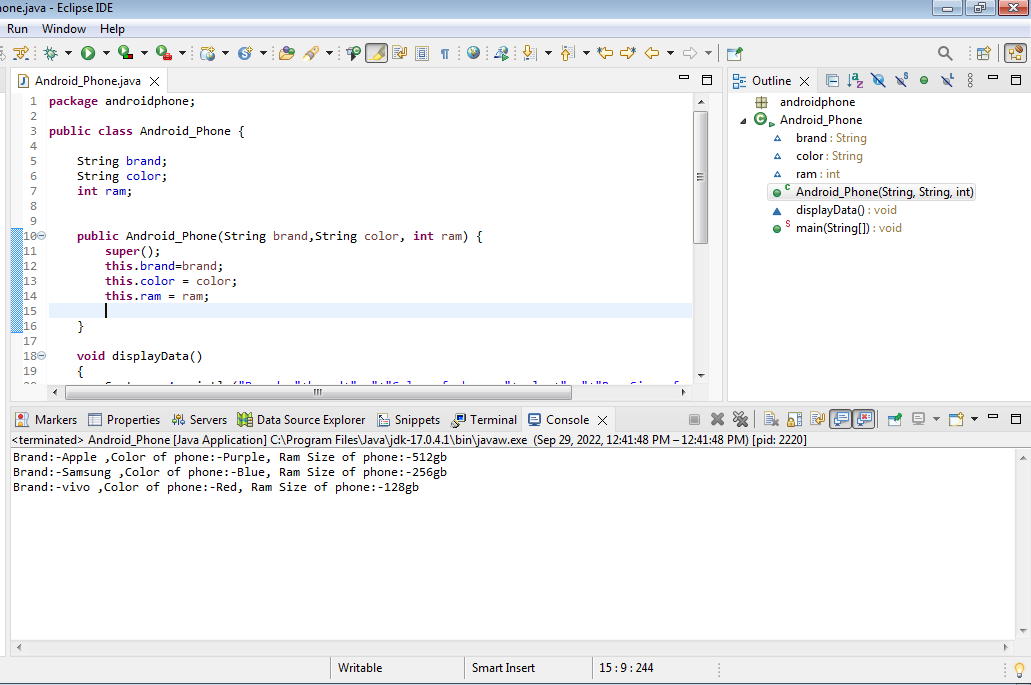 one.java - Eclipse IDE
Run Window Help
Android_Phone.java
1 package androidphone;
2
3 public class Android_Phone {
4
5 String brand;
6 String color;
7 int ram;
8
9
10 public Android_Phone(String brand,String color, int ram) {
11 super();
12 this.brand=brand;
13 this.color = color;
14 this.ram = ram;
15
16 }
17
18 void displayData()
19 {
Outline
androidphone
Android_Phone
brand : String
color : String
ram : int
Android_Phone(String, String, int)
displayData() : void
main(String[]) : void
Markers Properties Servers Data Source Explorer Snippets Terminal Console
<terminated> Android_Phone [Java Application] C:\Program Files\Java\jdk-17.0.4.1\bin\javaw.exe (Sep 29, 2022, 12:41:48 PM – 12:41:48 PM) [pid: 2220]
Brand:-Apple ,Color of phone:-Purple, Ram Size of phone:-512gb
Brand:-Samsung ,Color of phone:-Blue, Ram Size of phone:-256gb
Brand:-vivo ,Color of phone:-Red, Ram Size of phone:-128gb
Writable Smart Insert 15 : 9 : 244